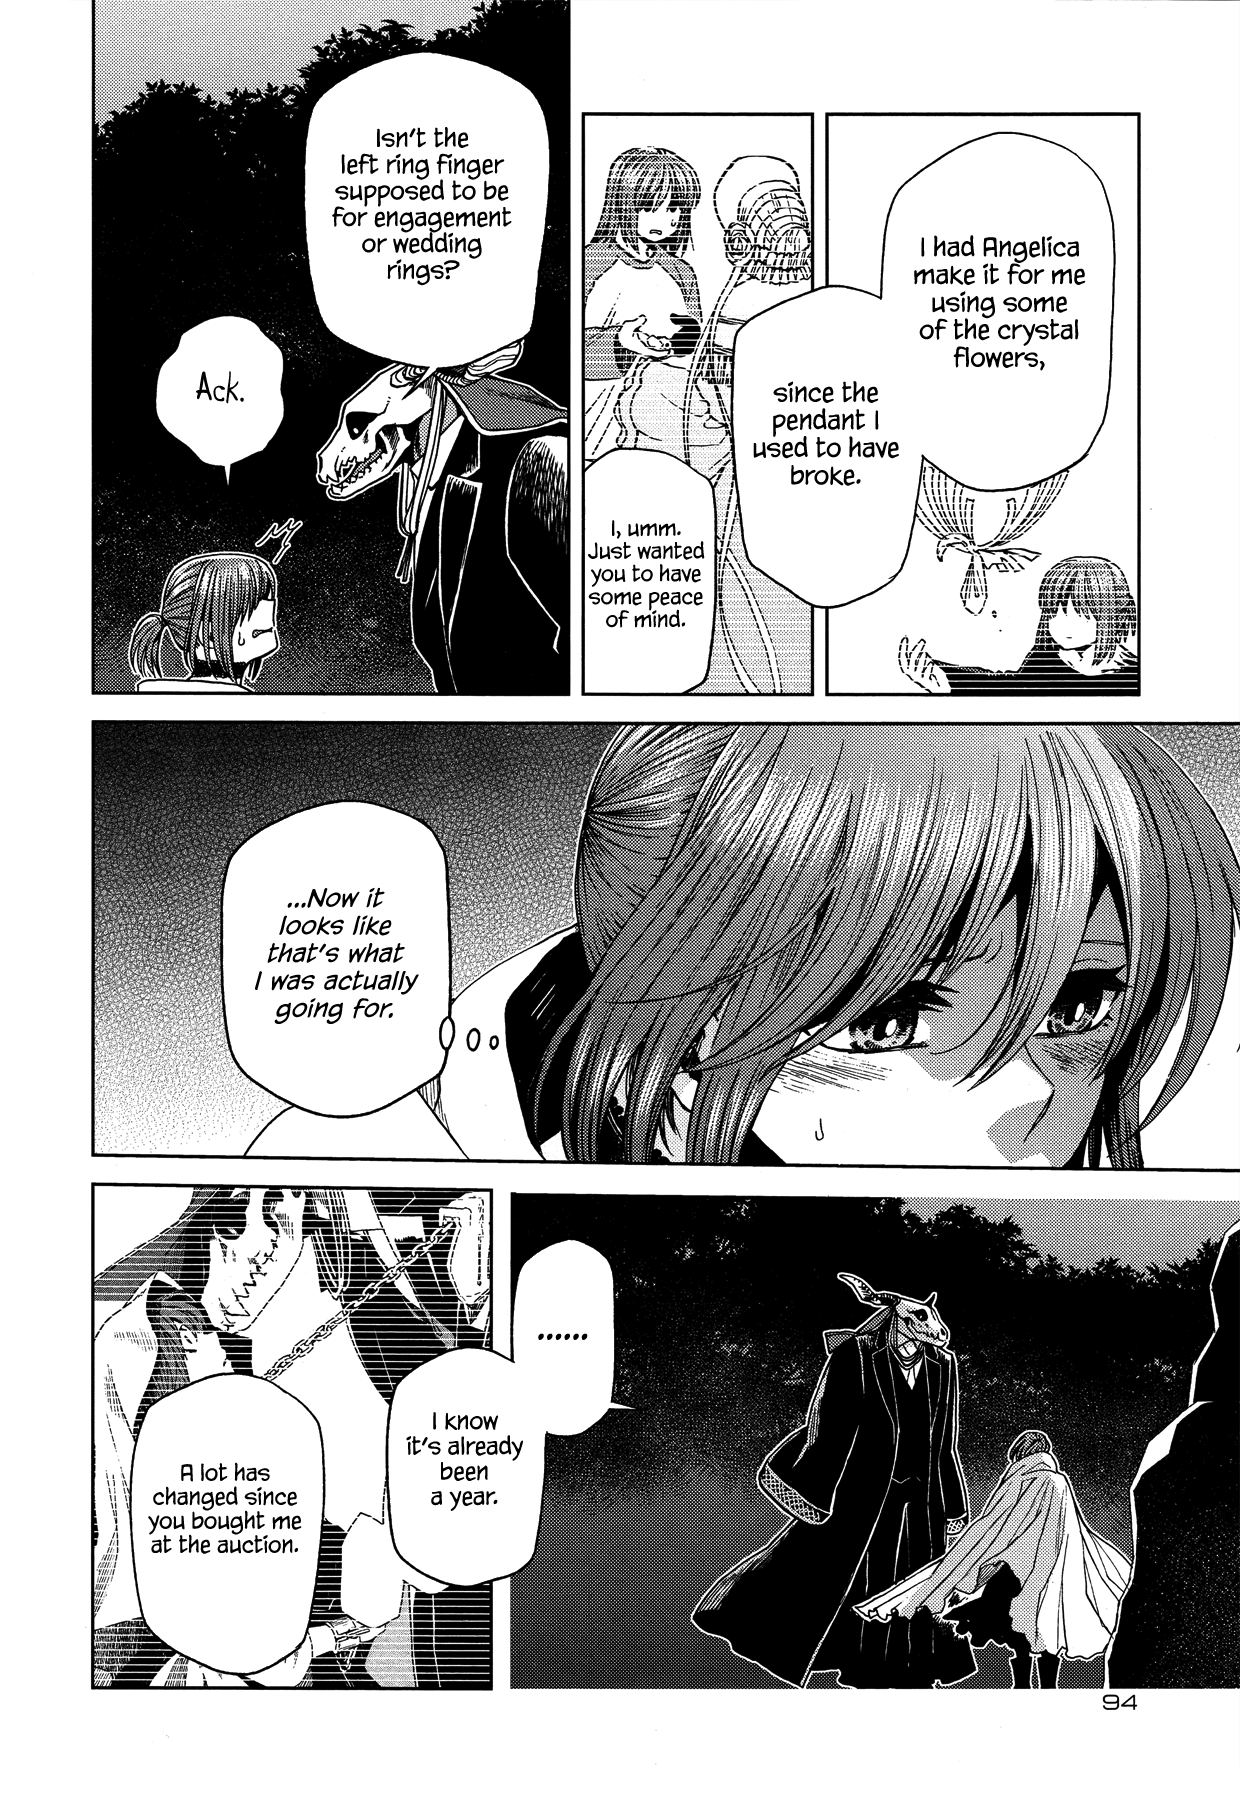 I had Angelica
make it for me
using some
of the crystal
flowers,
since the
pendant I
used to have
broke.
I, umm.
Just wanted
you to have
some peace
of mind.
Isn't the
left ring finger
supposed to be
for engagement
or wedding
rings?
Ack.
...Now it
looks like
that's what
I was actually
going for.
......
I know
it's already
been
a year.
A lot has
changed since
you bought me
at the auction.
94